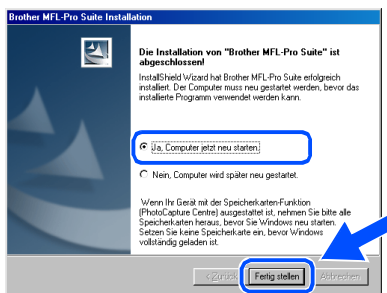 Brother MFL-Pro Suite Installation
Die Installation von "Brother MFL-Pro Suite" ist
abgeschlossen!
InstallShield Wizard hat Brother MFL-Pro Suite erfolgreich
installiert. Der Computer muss neu gestartet werden, bevor das
installierte Programm verwendet werden kann.
Ja, Computer jetzt neu starten.
Nein, Computer wird später neu gestartet.
Wenn Ihr Gerät mit der Speicherkarten-Funktion
(PhotoCapture Centre) ausgestattet ist, nehmen Sie bitte alle
Speicherkarten heraus, bevor Sie Windows neu starten.
Setzen Sie keine Speicherkarte ein, bevor Windows
vollständig geladen ist.
< Zurück
Fertig stellen
Abbrechen